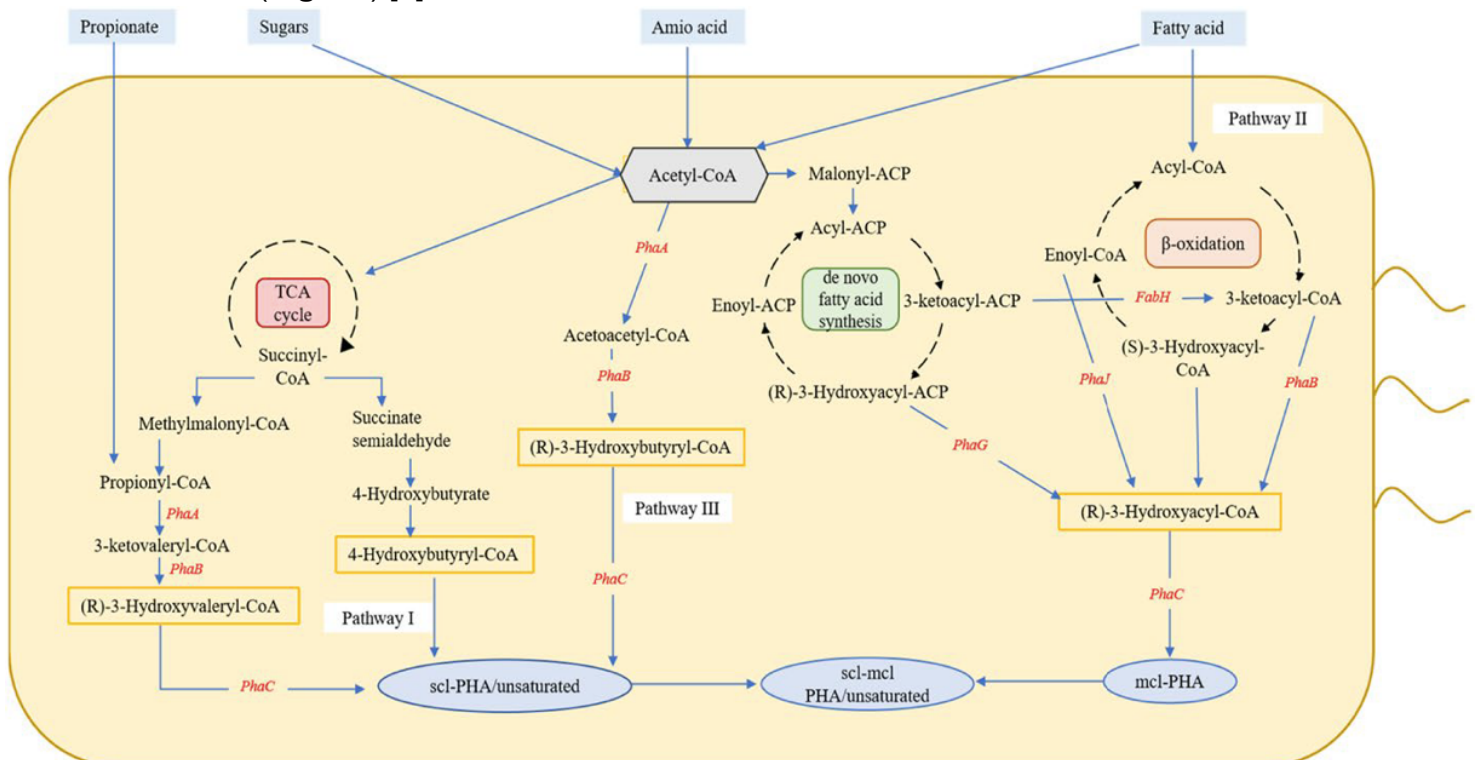 Propionate
Sugars
Amio acid
Fatty acid
Pathway II
Acetyl-CoA
Malonyl-ACP
Acyl-CoA
PhaA
Acyl-ACP
Enoyl-CoA
β-oxidation
TCA
cycle
Enoyl-ACP
de novo
fatty acid
synthesis
3-ketoacyl-ACP
FabH
3-ketoacyl-CoA
Acetoacetyl-CoA
Succinyl-
CoA
(S)-3-Hydroxyacyl-
CoA
PhaB
PhaJ
PhaB
(R)-3-Hydroxyacyl-ACP
Methylmalonyl-CoA
Succinate
semialdehyde
(R)-3-Hydroxybutyryl-CoA
PhaG
Propionyl-CoA
4-Hydroxybutyrate
Pathway III
(R)-3-Hydroxyacyl-CoA
PhaA
3-ketovaleryl-CoA
4-Hydroxybutyryl-CoA
PhaB
PhaC
PhaC
(R)-3-Hydroxyvaleryl-CoA
Pathway I
PhaC
scl-PHA/unsaturated
scl-mcl
PHA/unsaturated
mcl-PHA